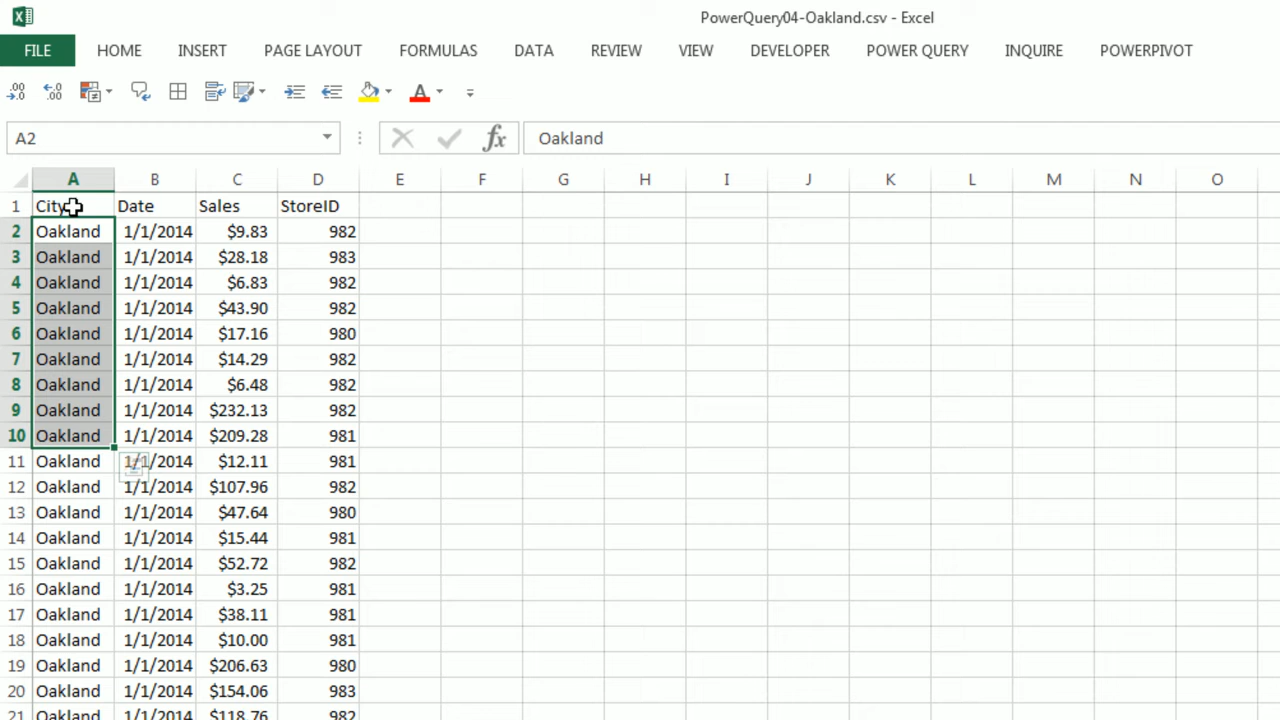 PowerQuery04-Oakland.csv - Excel
FILE HOME INSERT PAGE LAYOUT FORMULAS DATA REVIEW VIEW DEVELOPER POWER QUERY INQUIRE POWERPIVOT
A2 fx Oakland
A B C D E F G H I J K L M N O
1 City Date Sales StoreID
2 Oakland 1/1/2014 $9.83 982
3 Oakland 1/1/2014 $28.18 983
4 Oakland 1/1/2014 $6.83 982
5 Oakland 1/1/2014 $43.90 982
6 Oakland 1/1/2014 $17.16 980
7 Oakland 1/1/2014 $14.29 982
8 Oakland 1/1/2014 $6.48 982
9 Oakland 1/1/2014 $232.13 982
10 Oakland 1/1/2014 $209.28 981
11 Oakland 1/1/2014 $12.11 981
12 Oakland 1/1/2014 $107.96 982
13 Oakland 1/1/2014 $47.64 980
14 Oakland 1/1/2014 $15.44 981
15 Oakland 1/1/2014 $52.72 982
16 Oakland 1/1/2014 $3.25 981
17 Oakland 1/1/2014 $38.11 981
18 Oakland 1/1/2014 $10.00 981
19 Oakland 1/1/2014 $206.63 980
20 Oakland 1/1/2014 $154.06 983
21 Oakland 1/1/2014 $118.76 982